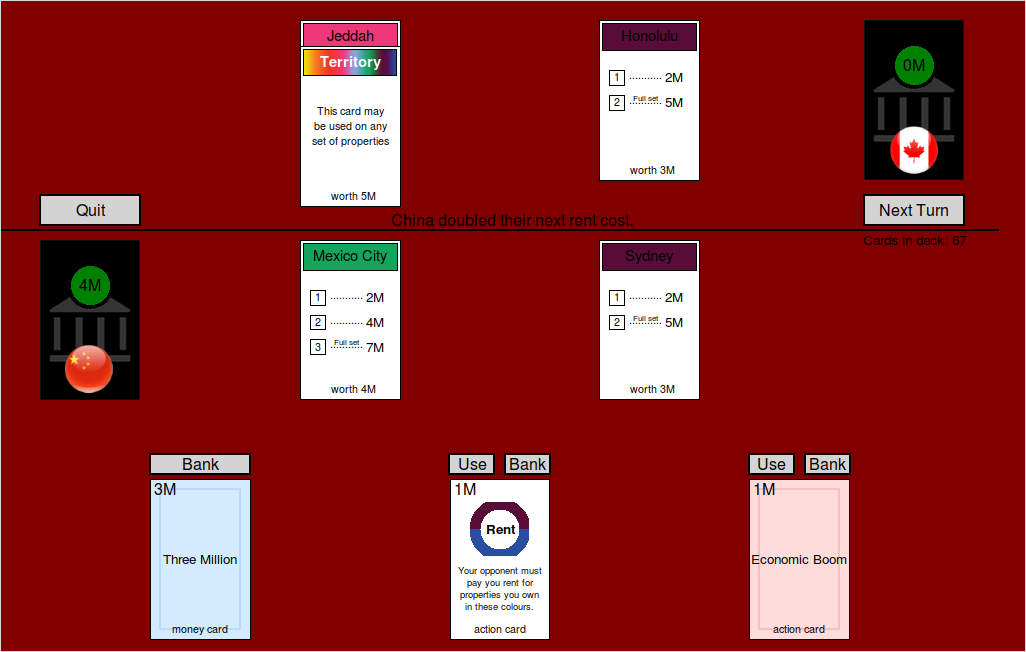 Jeddah
Territory
This card may
be used on any
set of properties
worth 5M
Honolulu
1 ........... 2M
2 Full set ........... 5M
worth 3M
0M
Quit
China doubled their next rent cost.
Next Turn
Cards in deck: 67
4M
Mexico City
1 ........... 2M
2 ........... 4M
3 Full set ........... 7M
worth 4M
Sydney
1 ........... 2M
2 Full set ........... 5M
worth 3M
Bank
3M
Three Million
money card
Use Bank
1M
Rent
Your opponent must
pay you rent for
properties you own
in these colours.
action card
Use Bank
1M
Economic Boom
action card